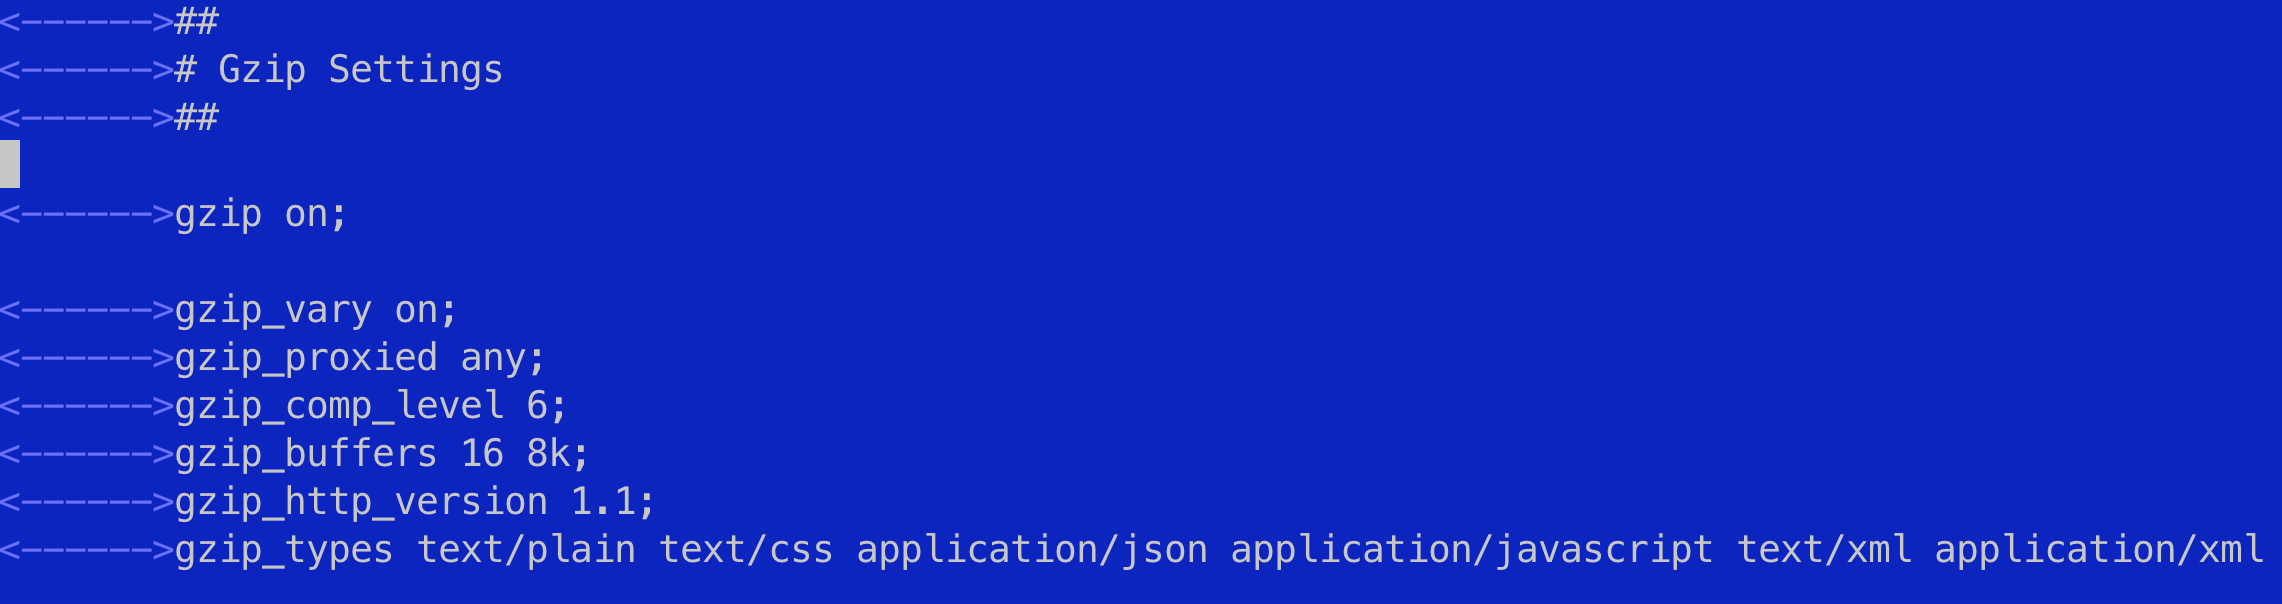 <------>##
<------># Gzip Settings
<------>##
<------>gzip on;
<------>gzip_vary on;
<------>gzip_proxied any;
<------>gzip_comp_level 6;
<------>gzip_buffers 16 8k;
<------>gzip_http_version 1.1;
<------>gzip_types text/plain text/css application/json application/javascript text/xml application/xml